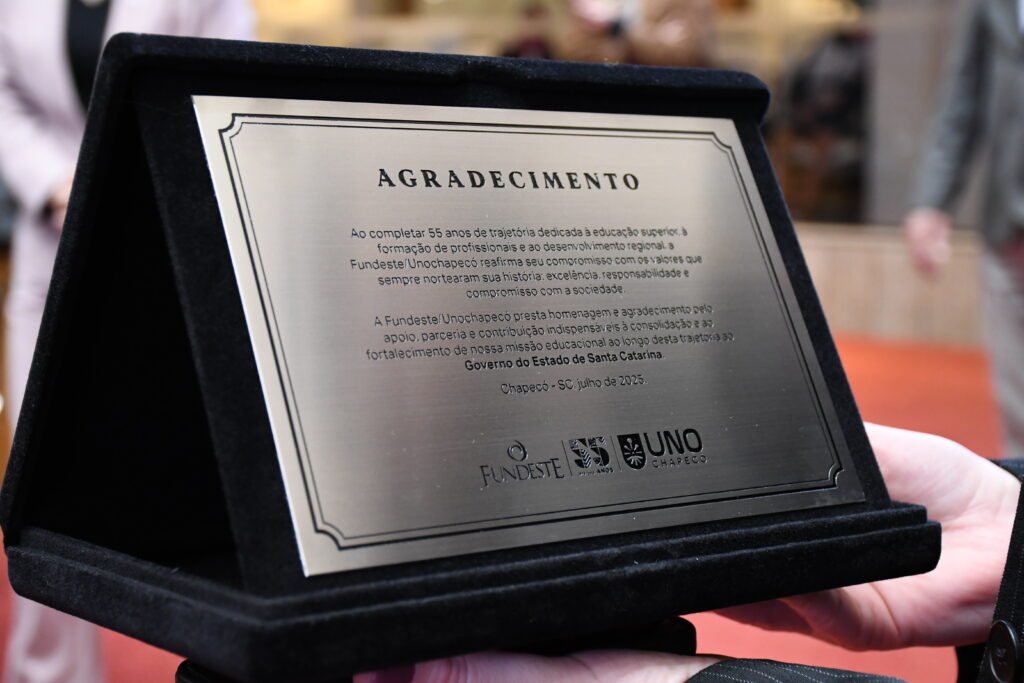 AGRADECIMENTO
Ao completar 55 anos de trajetória dedicada à educação superior, à
formação de profissionais e ao desenvolvimento regional, a
Fundeste/Unochapecó reafirma seu compromisso com os valores que
sempre nortearam sua história: excelência, responsabilidade e
compromisso com a sociedade.
A Fundeste/Unochapecó presta homenagem e agradecimento pelo
apoio, parceria e contribuição indispensáveis à consolidação e ao
fortalecimento de nossa missão educacional ao longo desta trajetória ao
Governo do Estado de Santa Catarina.
Chapecó - SC, julho de 2025.
FUNDESTE 55 ANOS UNO
CHAPECÓ